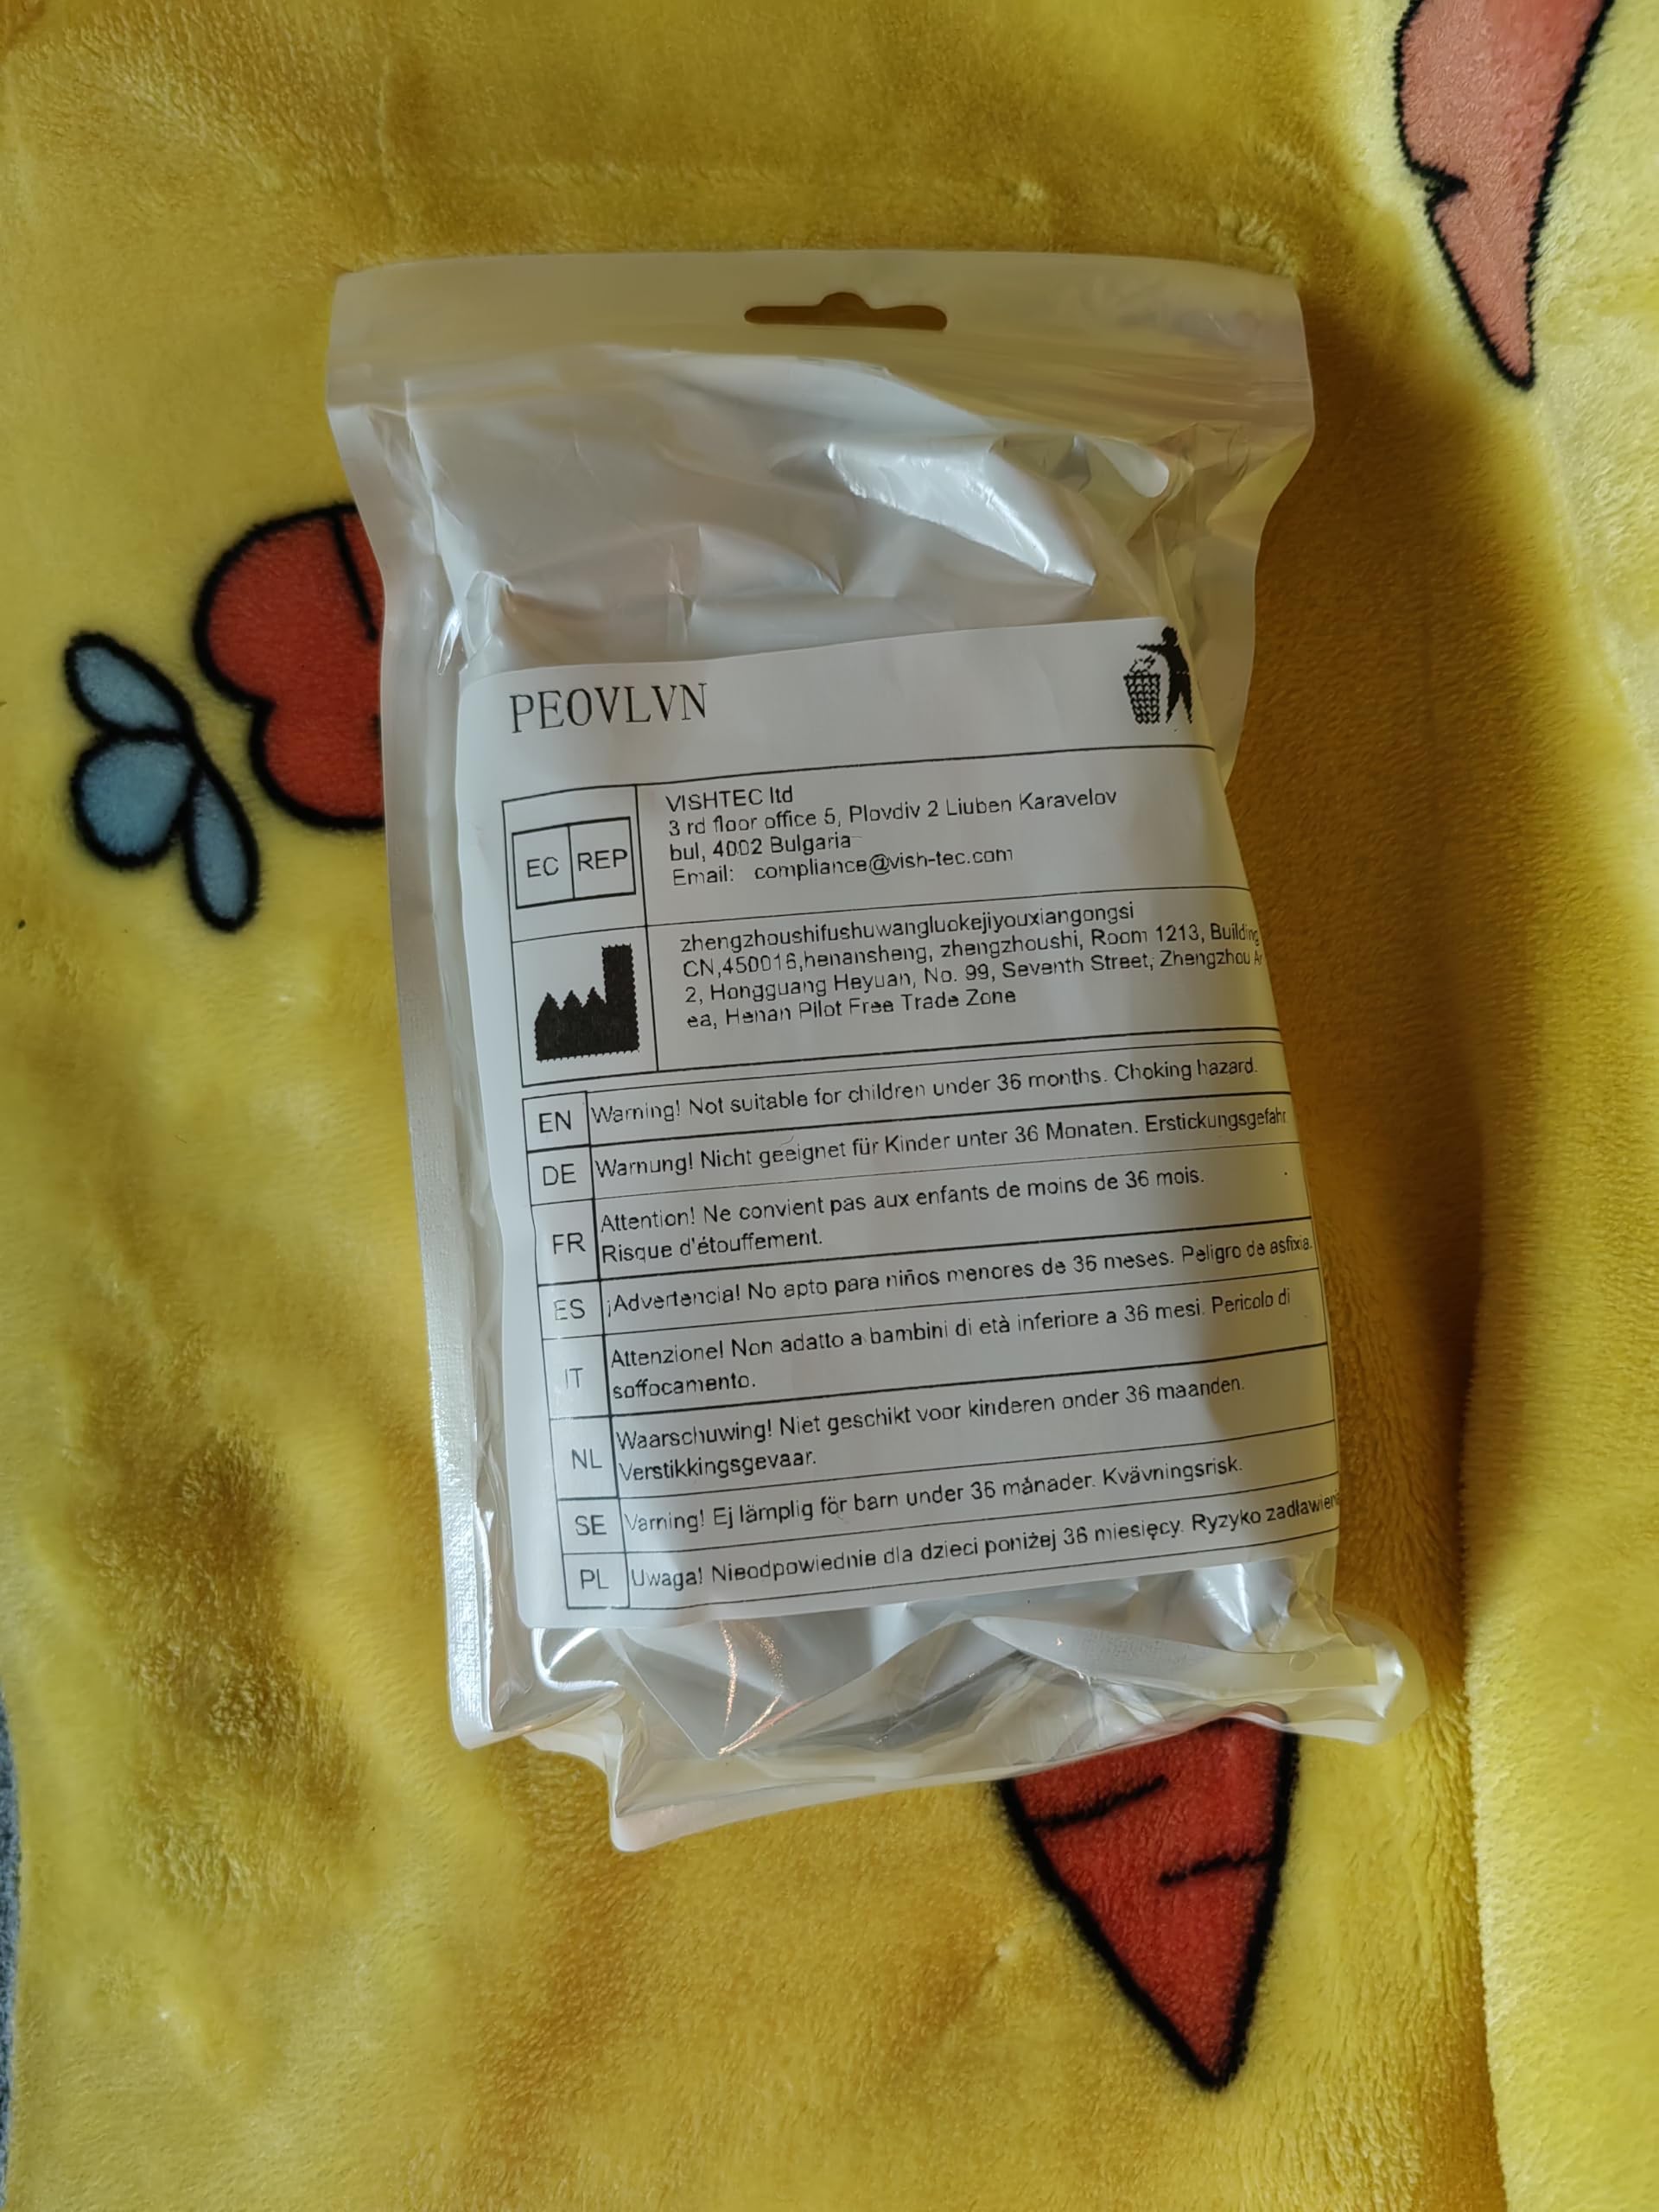 PEOVLVN
EC REP
VISHTEC ltd
3 rd floor office 5, Plovdiv 2 Liuben Karavelov
bul, 4002 Bulgaria
Email: compliance@vish-tec.com
zhengzhoushifushuwangluokejiyouxiangongsi
CN,450016,henansheng, zhengzhoushi, Room 1213, Building
2, Hongguang Heyuan, No. 99, Seventh Street, Zhengzhou Ar
ea, Henan Pilot Free Trade Zone
EN Warning! Not suitable for children under 36 months. Choking hazard.
DE Warnung! Nicht geeignet für Kinder unter 36 Monaten. Erstickungsgefahr
FR Attention! Ne convient pas aux enfants de moins de 36 mois.
Risque d'étouffement.
ES ¡Advertencia! No apto para niños menores de 36 meses. Peligro de asfixia.
IT Attenzione! Non adatto a bambini di età inferiore a 36 mesi. Pericolo di
soffocamento.
NL Waarschuwing! Niet geschikt voor kinderen onder 36 maanden.
Verstikkingsgevaar.
SE Varning! Ej lämplig för barn under 36 månader. Kvävningsrisk.
PL Uwaga! Nieodpowiednie dla dzieci poniżej 36 miesięcy. Ryzyko zadławieni